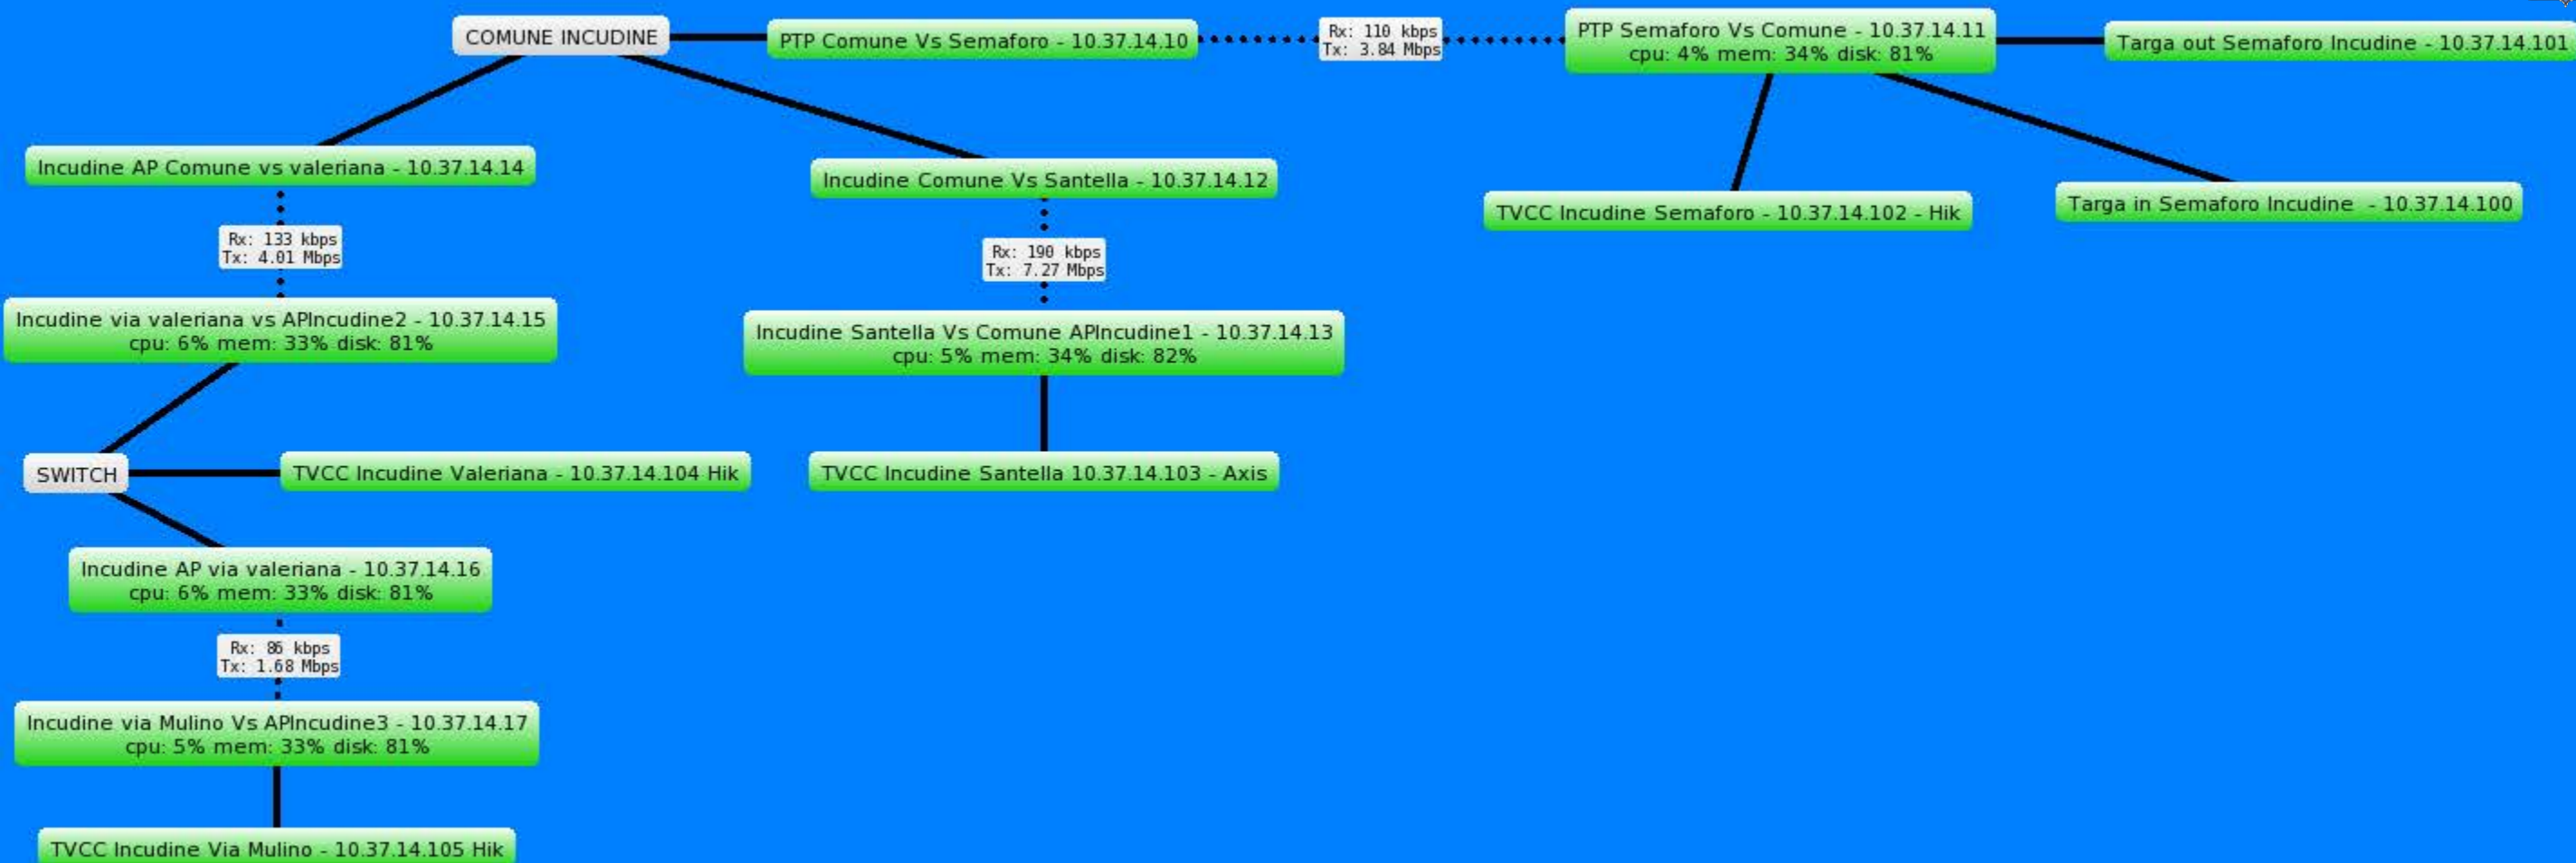 COMUNE INCUDINE
PTP Comune Vs Semaforo - 10.37.14.10
Rx: 110 kbps
Tx: 3.84 Mbps
PTP Semaforo Vs Comune - 10.37.14.11
cpu: 4% mem: 34% disk: 81%
Targa out Semaforo Incudine - 10.37.14.101
Incudine AP Comune vs valeriana - 10.37.14.14
Incudine Comune Vs Santella - 10.37.14.12
TVCC Incudine Semaforo - 10.37.14.102 - Hik
Targa in Semaforo Incudine  - 10.37.14.100
Rx: 133 kbps
Tx: 4.01 Mbps
Rx: 190 kbps
Tx: 7.27 Mbps
Incudine via valeriana vs APIncudine2 - 10.37.14.15
cpu: 6% mem: 33% disk: 81%
Incudine Santella Vs Comune APIncudine1 - 10.37.14.13
cpu: 5% mem: 34% disk: 82%
SWITCH
TVCC Incudine Valeriana - 10.37.14.104 Hik
TVCC Incudine Santella 10.37.14.103 - Axis
Incudine AP via valeriana - 10.37.14.16
cpu: 6% mem: 33% disk: 81%
Rx: 86 kbps
Tx: 1.68 Mbps
Incudine via Mulino Vs APIncudine3 - 10.37.14.17
cpu: 5% mem: 33% disk: 81%
TVCC Incudine Via Mulino - 10.37.14.105 Hik